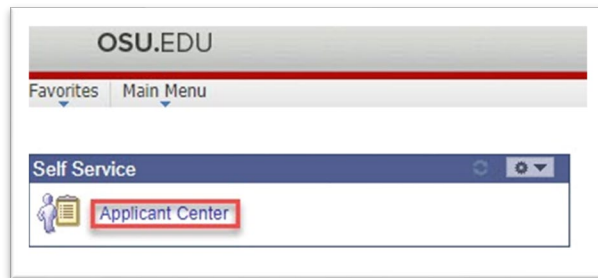 OSU.EDU
Favorites Main Menu
Self Service
Applicant Center